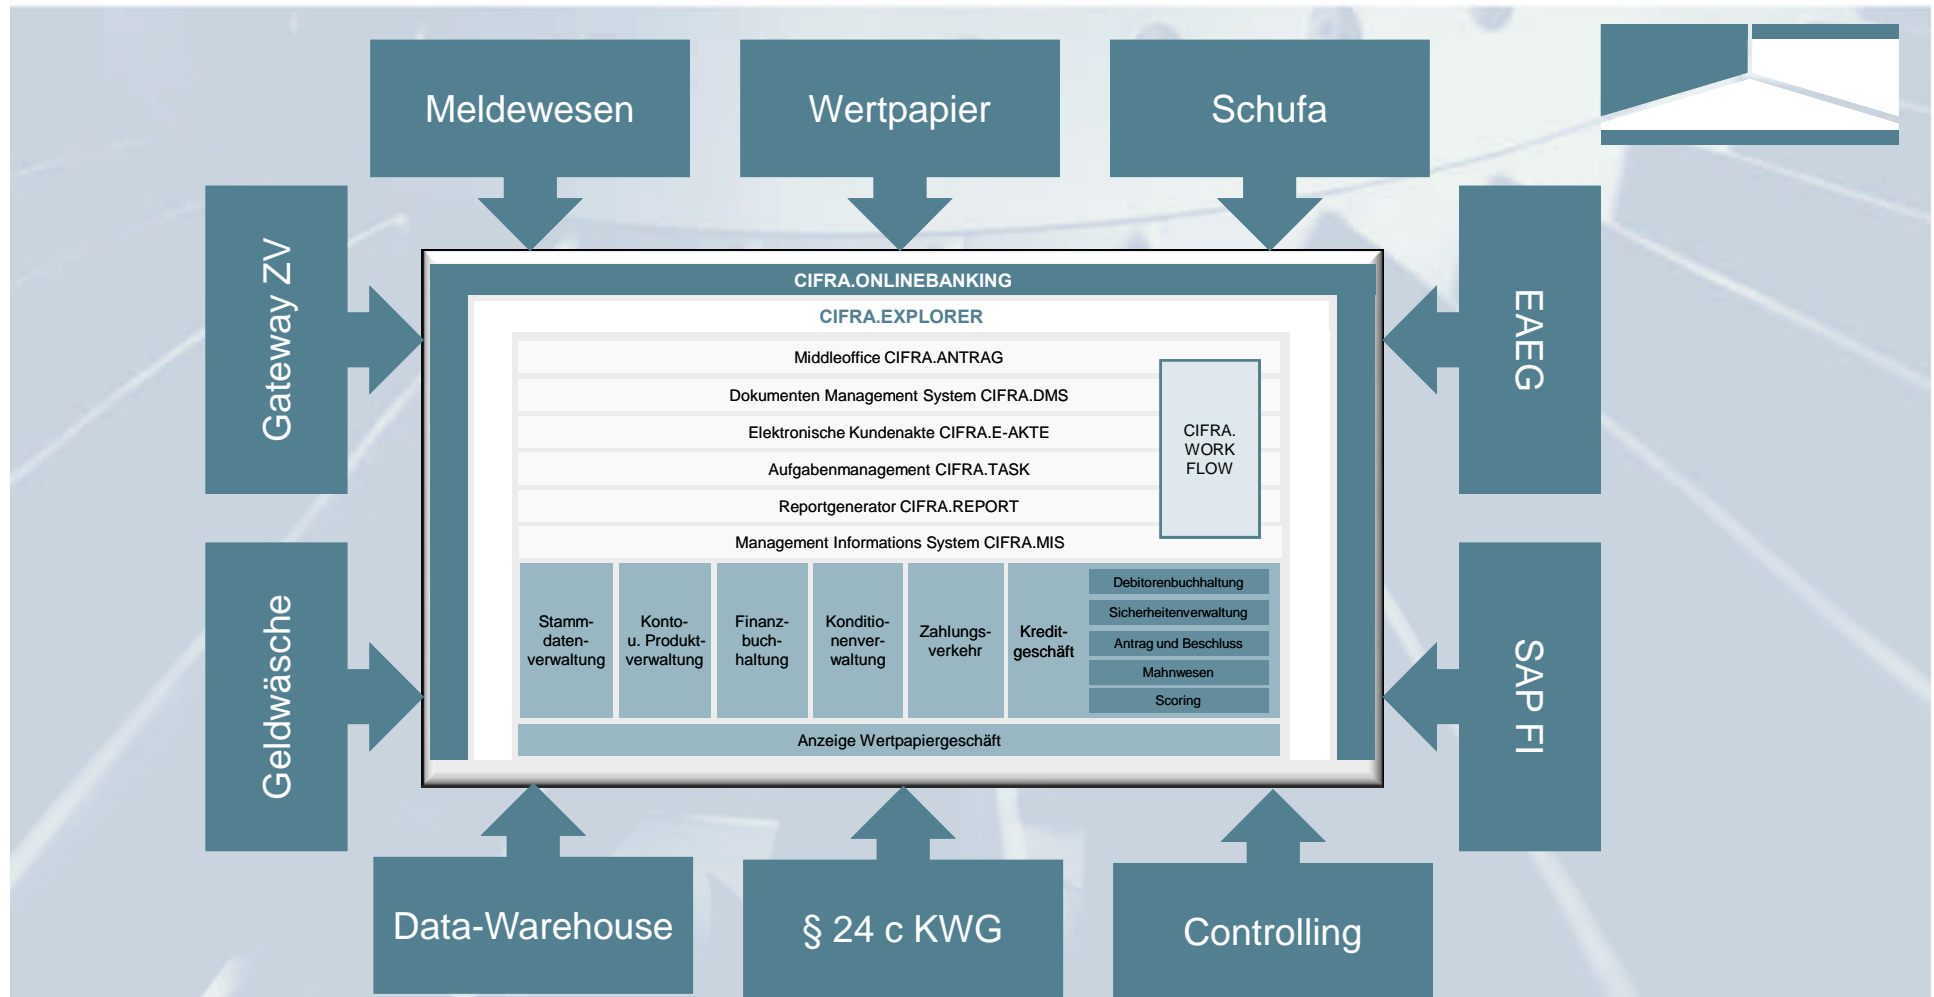 Meldewesen
Wertpapier
Schufa
Gateway ZV
Geldwäsche
EAEG
SAP FI
CIFRA.ONLINEBANKING
CIFRA.EXPLORER
Middleoffice CIFRA.ANTRAG
Dokumenten Management System CIFRA.DMS
Elektronische Kundenakte CIFRA.E-AKTE
Aufgabenmanagement CIFRA.TASK
Reportgenerator CIFRA.REPORT
Management Informations System CIFRA.MIS
CIFRA.
WORK
FLOW
Stamm-
daten-
verwaltung
Konto-
u. Produkt-
verwaltung
Finanz-
buch-
haltung
Konditio-
nenver-
waltung
Zahlungs-
verkehr
Kredit-
geschäft
Debitorenbuchhaltung
Sicherheitenverwaltung
Antrag und Beschluss
Mahnwesen
Scoring
Anzeige Wertpapiergeschäft
Data-Warehouse
§ 24 c KWG
Controlling